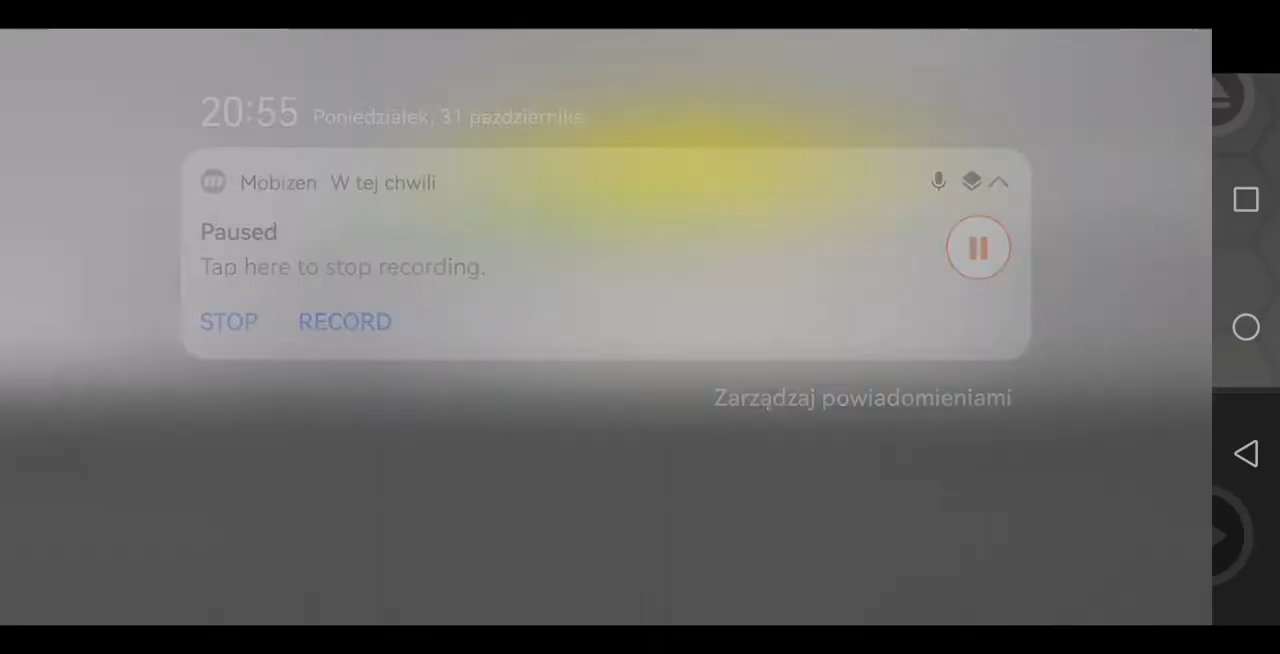 20:55 Poniedziałek, 31 października
Mobizen W tej chwili
Paused
Tap here to stop recording.
STOP RECORD
Zarządzaj powiadomieniami